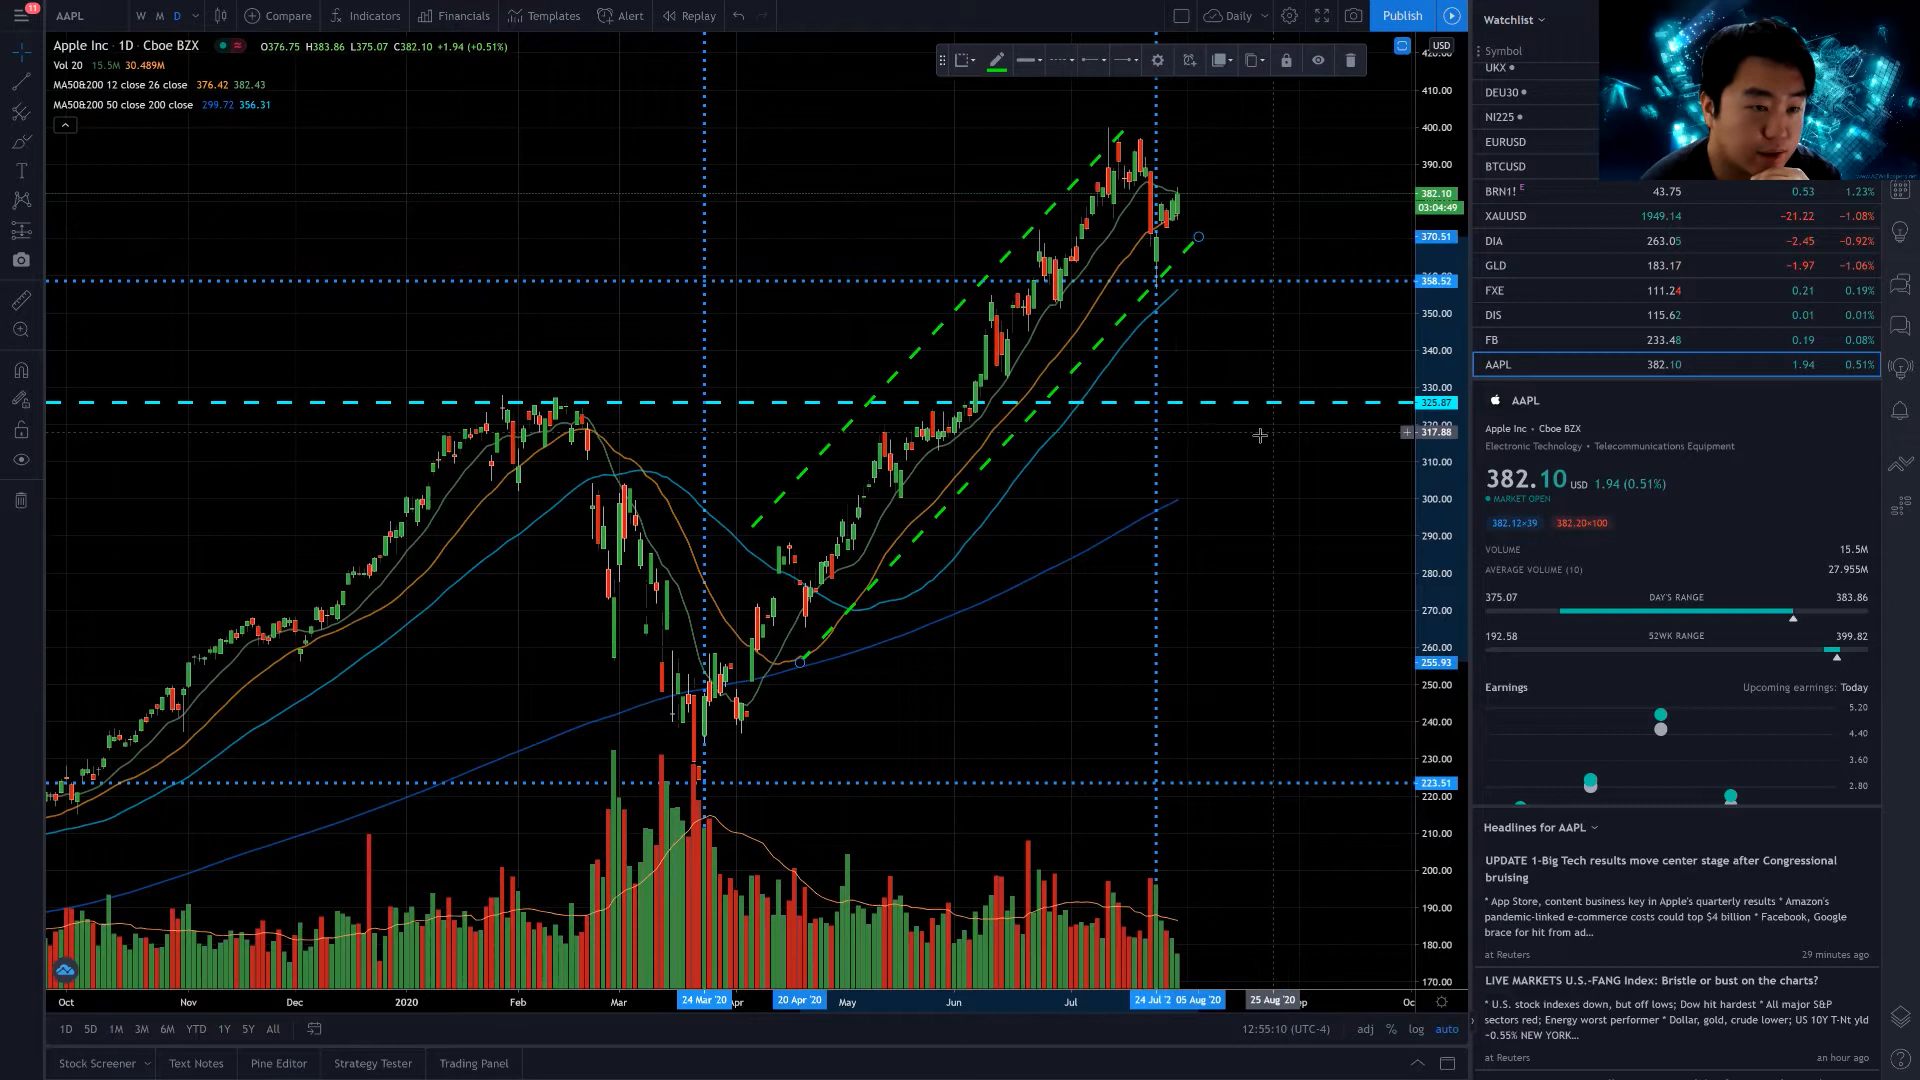 11
AAPL
W M D
Compare
Indicators
Financials
Templates
Alert
Replay
Daily
Publish
Watchlist
Apple Inc · 1D · Cboe BZX
O376.75 H383.86 L375.07 C382.10 +1.94 (+0.51%)
Vol 20 15.5M 30.489M
MA50&200 12 close 26 close 376.42 382.43
MA50&200 50 close 200 close 299.72 356.31
USD
410.00
400.00
390.00
382.10
03:04:49
370.51
358.52
350.00
340.00
330.00
325.87
317.88
310.00
300.00
290.00
280.00
270.00
260.00
255.93
250.00
240.00
230.00
223.51
220.00
210.00
200.00
190.00
180.00
170.00
Oct Nov Dec 2020 Feb Mar 24 Mar '20 Apr 20 Apr '20 May Jun Jul 24 Jul '2 05 Aug '20 25 Aug '20
1D 5D 1M 3M 6M YTD 1Y 5Y All
12:55:10 (UTC-4) adj % log auto
Stock Screener Text Notes Pine Editor Strategy Tester Trading Panel
Symbol
UKX
DEU30
NI225
EURUSD
BTCUSD
BRN1! E 43.75 0.53 1.23%
XAUUSD 1949.14 −21.22 −1.08%
DIA 263.05 −2.45 −0.92%
GLD 183.17 −1.97 −1.06%
FXE 111.24 0.21 0.19%
DIS 115.62 0.01 0.01%
FB 233.48 0.19 0.08%
AAPL 382.10 1.94 0.51%
AAPL
Apple Inc • Cboe BZX
Electronic Technology • Telecommunications Equipment
382.10 USD 1.94 (0.51%)
MARKET OPEN
382.12×39 382.20×100
VOLUME 15.5M
AVERAGE VOLUME (10) 27.955M
375.07 DAY'S RANGE 383.86
192.58 52WK RANGE 399.82
Earnings Upcoming earnings: Today
5.20
4.40
3.60
2.80
Headlines for AAPL
UPDATE 1-Big Tech results move center stage after Congressional
bruising
* App Store, content business key in Apple's quarterly results * Amazon's
pandemic-linked e-commerce costs could top $4 billion * Facebook, Google
brace for hit from ad...
at Reuters 29 minutes ago
LIVE MARKETS U.S.-FANG Index: Bristle or bust on the charts?
* U.S. stock indexes down, but off lows; Dow hit hardest * All major S&P
sectors red; Energy worst performer * Dollar, gold, crude lower; US 10Y T-Nt yld
~0.55% NEW YORK...
at Reuters an hour ago